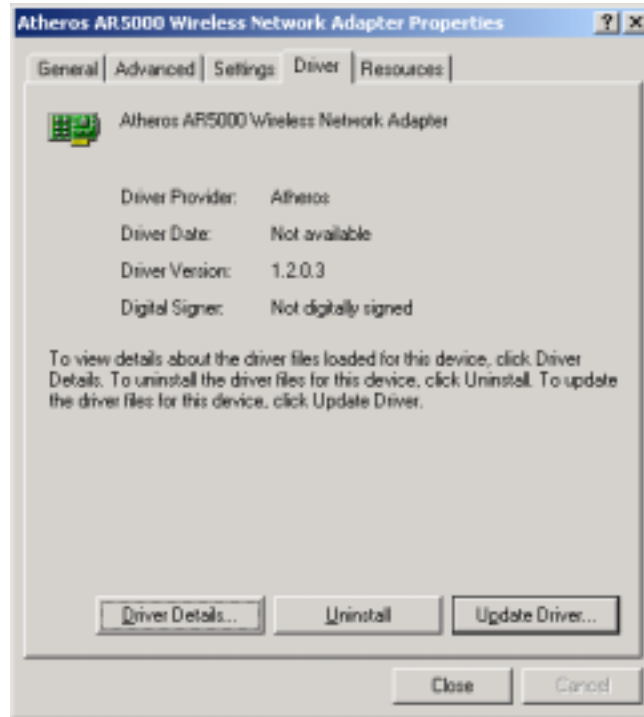 Atheros AR5000 Wireless Network Adapter Properties
General Advanced Settings Driver Resources
Atheros AR5000 Wireless Network Adapter
Driver Provider: Atheros
Driver Date: Not available
Driver Version: 1.2.0.3
Digital Signer: Not digitally signed
To view details about the driver files loaded for this device, click Driver
Details. To uninstall the driver files for this device, click Uninstall. To update
the driver files for this device, click Update Driver.
Driver Details... Uninstall Update Driver...
Close Cancel